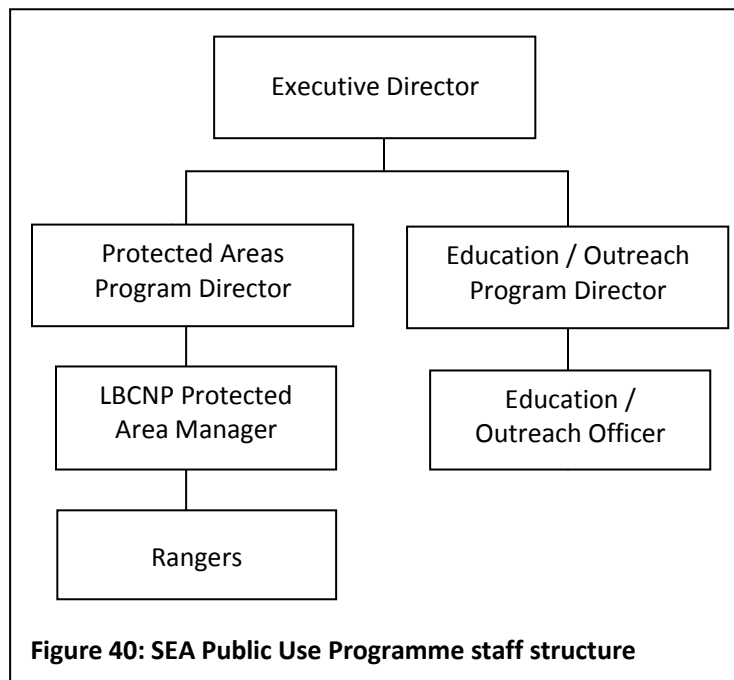 Executive Director
Protected Areas
Program Director
Education / Outreach
Program Director
LBCNP Protected
Area Manager
Education /
Outreach Officer
Rangers
Figure 40: SEA Public Use Programme staff structure